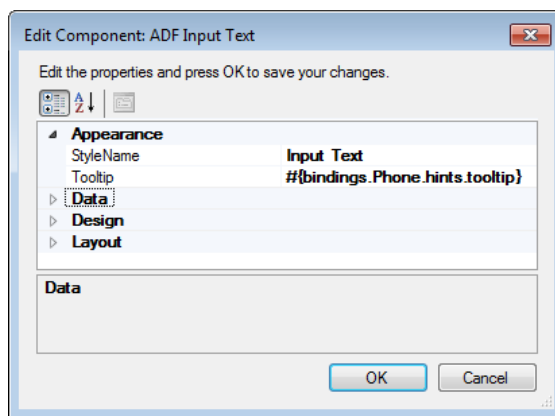 Edit Component: ADF Input Text
Edit the properties and press OK to save your changes.
Appearance
StyleName Input Text
Tooltip #{bindings.Phone.hints.tooltip}
Data
Design
Layout
Data
OK Cancel